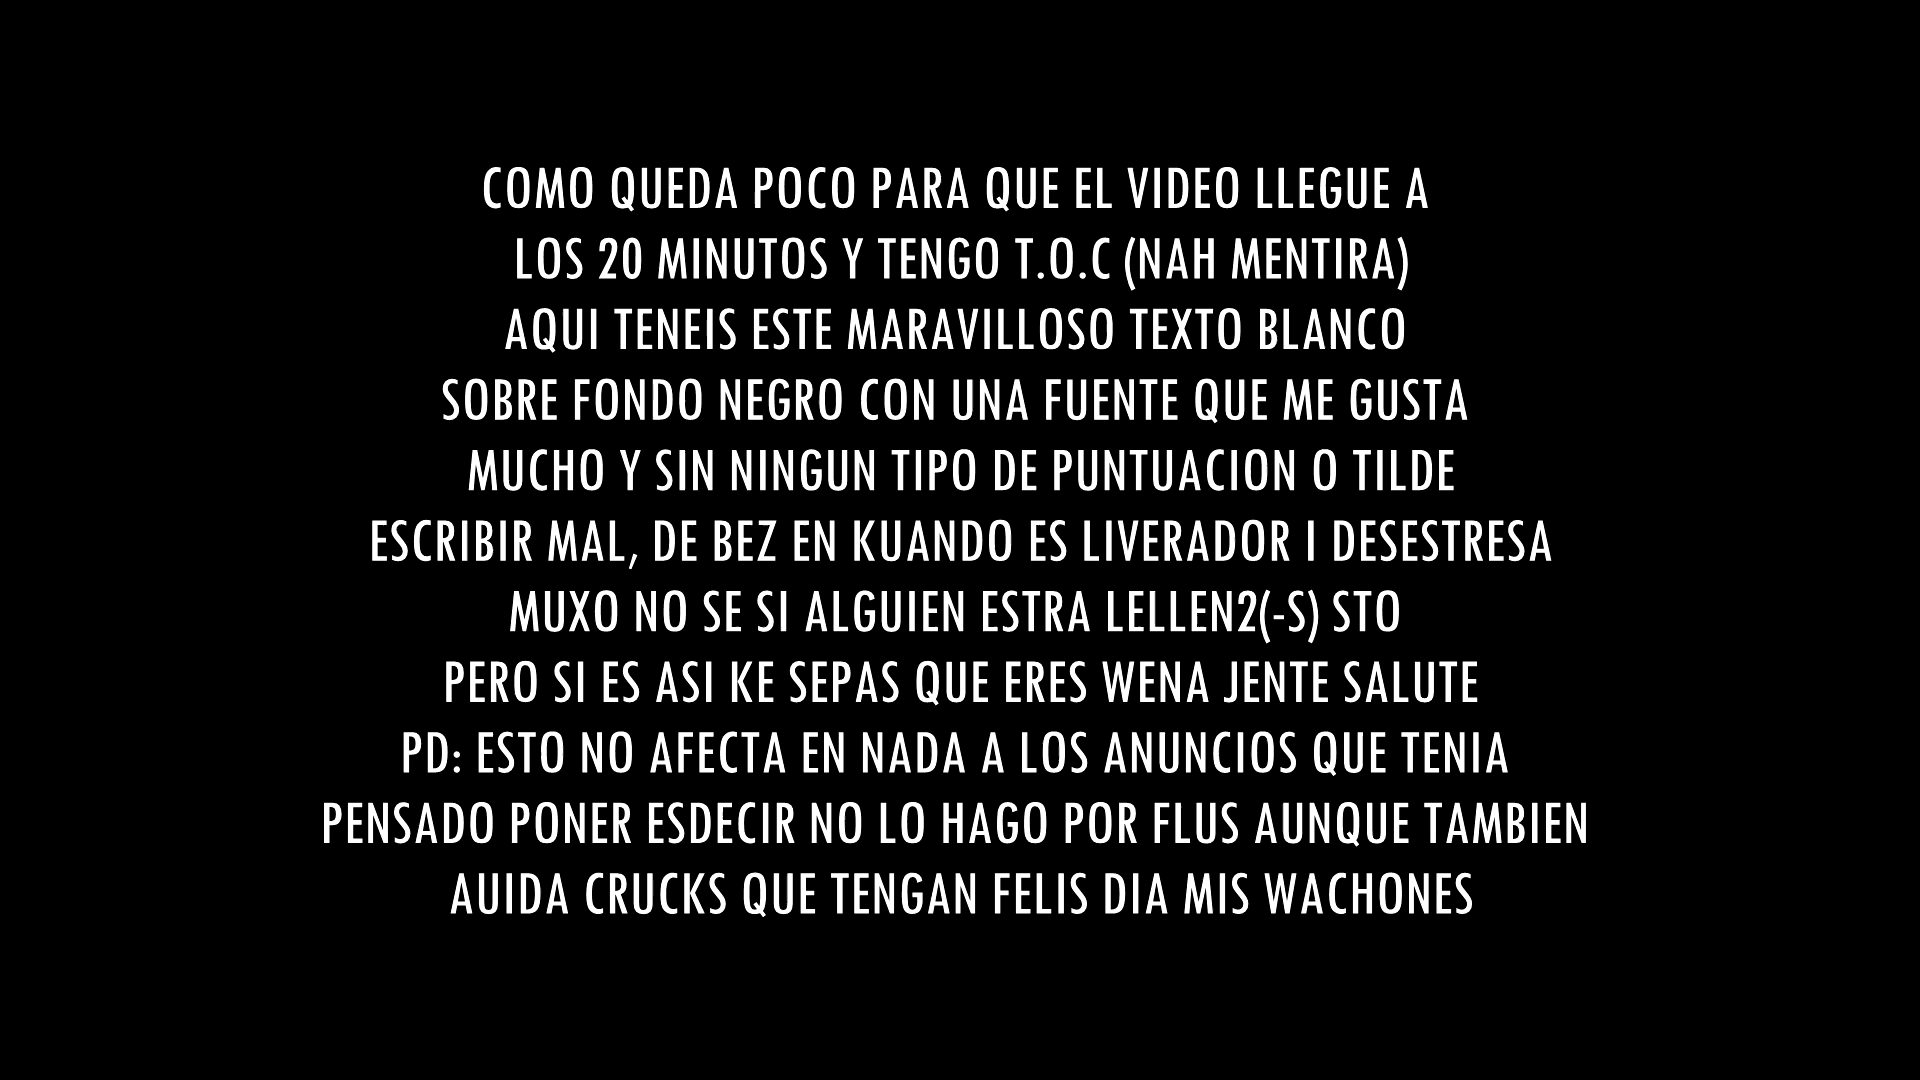 COMO QUEDA POCO PARA QUE EL VIDEO LLEGUE A
LOS 20 MINUTOS Y TENGO T.O.C (NAH MENTIRA)
AQUI TENEIS ESTE MARAVILLOSO TEXTO BLANCO
SOBRE FONDO NEGRO CON UNA FUENTE QUE ME GUSTA
MUCHO Y SIN NINGUN TIPO DE PUNTUACION O TILDE
ESCRIBIR MAL, DE BEZ EN KUANDO ES LIVERADOR I DESESTRESA
MUXO NO SE SI ALGUIEN ESTRA LELLEN2(-S) STO
PERO SI ES ASI KE SEPAS QUE ERES WENA JENTE SALUTE
PD: ESTO NO AFECTA EN NADA A LOS ANUNCIOS QUE TENIA
PENSADO PONER ESDECIR NO LO HAGO POR FLUS AUNQUE TAMBIEN
AUIDA CRUCKS QUE TENGAN FELIS DIA MIS WACHONES